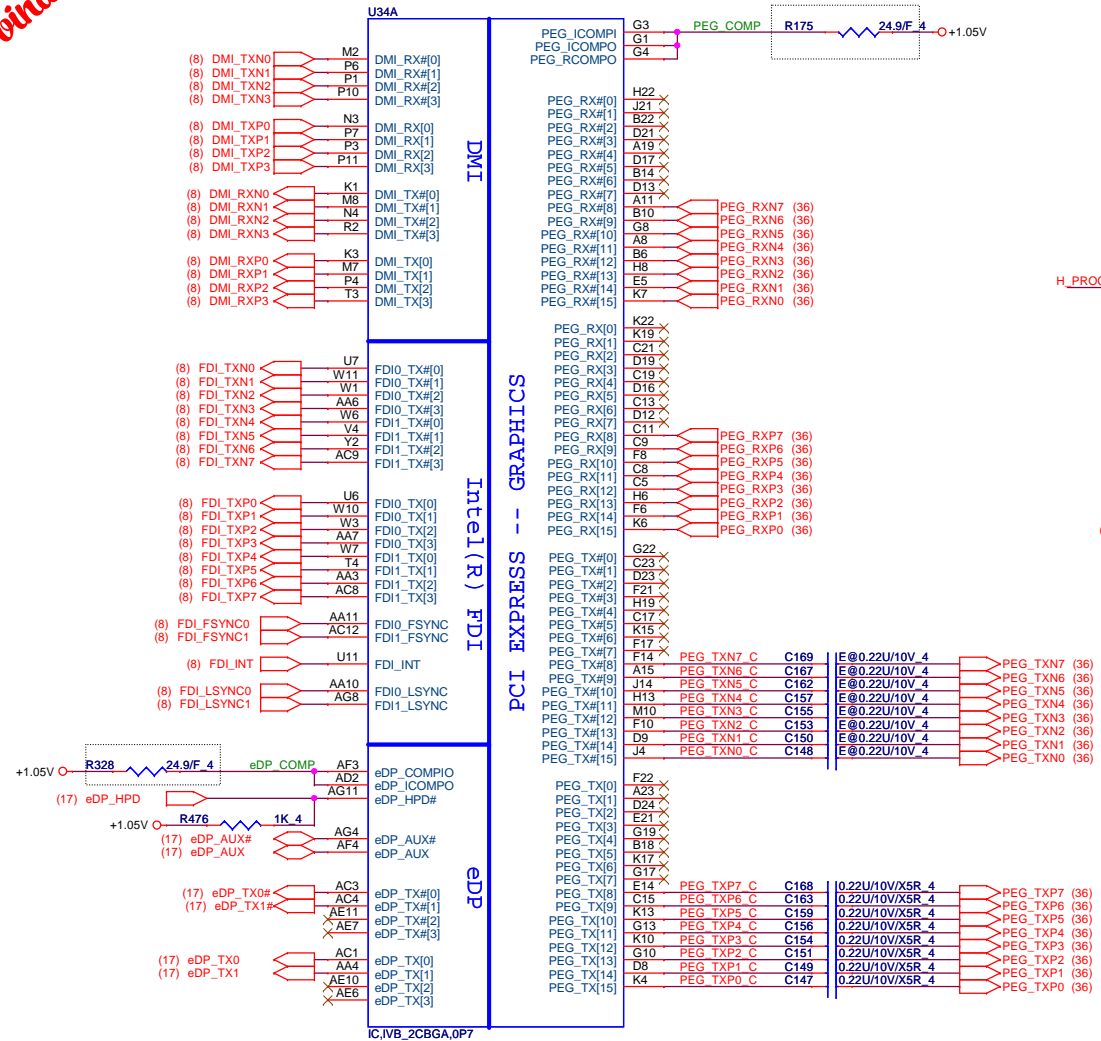 U34A
(8) DMI_TXN0 M2 DMI_RX#[0]
(8) DMI_TXN1 P6 DMI_RX#[1]
(8) DMI_TXN2 P1 DMI_RX#[2]
(8) DMI_TXN3 P10 DMI_RX#[3]
(8) DMI_TXP0 N3 DMI_RX[0]
(8) DMI_TXP1 P7 DMI_RX[1]
(8) DMI_TXP2 P3 DMI_RX[2]
(8) DMI_TXP3 P11 DMI_RX[3]
(8) DMI_RXN0 K1 DMI_TX#[0]
(8) DMI_RXN1 M8 DMI_TX#[1]
(8) DMI_RXN2 N4 DMI_TX#[2]
(8) DMI_RXN3 R2 DMI_TX#[3]
(8) DMI_RXP0 K3 DMI_TX[0]
(8) DMI_RXP1 M7 DMI_TX[1]
(8) DMI_RXP2 P4 DMI_TX[2]
(8) DMI_RXP3 T3 DMI_TX[3]
DMI
(8) FDI_TXN0 U7 FDI0_TX#[0]
(8) FDI_TXN1 W11 FDI0_TX#[1]
(8) FDI_TXN2 W1 FDI0_TX#[2]
(8) FDI_TXN3 AA6 FDI0_TX#[3]
(8) FDI_TXN4 W6 FDI1_TX#[0]
(8) FDI_TXN5 V4 FDI1_TX#[1]
(8) FDI_TXN6 Y2 FDI1_TX#[2]
(8) FDI_TXN7 AC9 FDI1_TX#[3]
(8) FDI_TXP0 U6 FDI0_TX[0]
(8) FDI_TXP1 W10 FDI0_TX[1]
(8) FDI_TXP2 W3 FDI0_TX[2]
(8) FDI_TXP3 AA7 FDI0_TX[3]
(8) FDI_TXP4 W7 FDI1_TX[0]
(8) FDI_TXP5 T4 FDI1_TX[1]
(8) FDI_TXP6 AA3 FDI1_TX[2]
(8) FDI_TXP7 AC8 FDI1_TX[3]
(8) FDI_FSYNC0 AA11 FDI0_FSYNC
(8) FDI_FSYNC1 AC12 FDI1_FSYNC
(8) FDI_INT U11 FDI_INT
(8) FDI_LSYNC0 AA10 FDI0_LSYNC
(8) FDI_LSYNC1 AG8 FDI1_LSYNC
Intel(R) FDI
+1.05V R328 24.9/F_4 eDP_COMP AF3 eDP_COMPIO
AD2 eDP_ICOMPO
(17) eDP_HPD AG11 eDP_HPD#
+1.05V R476 1K_4
(17) eDP_AUX# AG4 eDP_AUX#
(17) eDP_AUX AF4 eDP_AUX
(17) eDP_TX0# AC3 eDP_TX#[0]
(17) eDP_TX1# AC4 eDP_TX#[1]
AE11 eDP_TX#[2]
AE7 eDP_TX#[3]
(17) eDP_TX0 AC1 eDP_TX[0]
(17) eDP_TX1 AA4 eDP_TX[1]
AE10 eDP_TX[2]
AE6 eDP_TX[3]
eDP
IC,IVB_2CBGA,0P7
PCI EXPRESS -- GRAPHICS
PEG_ICOMPI G3 PEG_COMP R175 24.9/F_4 +1.05V
PEG_ICOMPO G1
PEG_RCOMPO G4
PEG_RX#[0] H22
PEG_RX#[1] J21
PEG_RX#[2] B22
PEG_RX#[3] D21
PEG_RX#[4] A19
PEG_RX#[5] D17
PEG_RX#[6] B14
PEG_RX#[7] D13
PEG_RX#[8] A11 PEG_RXN7 (36)
PEG_RX#[9] B10 PEG_RXN6 (36)
PEG_RX#[10] G8 PEG_RXN5 (36)
PEG_RX#[11] A8 PEG_RXN4 (36)
PEG_RX#[12] B6 PEG_RXN3 (36)
PEG_RX#[13] H8 PEG_RXN2 (36)
PEG_RX#[14] E5 PEG_RXN1 (36)
PEG_RX#[15] K7 PEG_RXN0 (36)
PEG_RX[0] K22
PEG_RX[1] K19
PEG_RX[2] C21
PEG_RX[3] D19
PEG_RX[4] C19
PEG_RX[5] D16
PEG_RX[6] C13
PEG_RX[7] D12
PEG_RX[8] C11 PEG_RXP7 (36)
PEG_RX[9] C9 PEG_RXP6 (36)
PEG_RX[10] F8 PEG_RXP5 (36)
PEG_RX[11] C8 PEG_RXP4 (36)
PEG_RX[12] C5 PEG_RXP3 (36)
PEG_RX[13] H6 PEG_RXP2 (36)
PEG_RX[14] F6 PEG_RXP1 (36)
PEG_RX[15] K6 PEG_RXP0 (36)
PEG_TX#[0] G22
PEG_TX#[1] C23
PEG_TX#[2] D23
PEG_TX#[3] F21
PEG_TX#[4] H19
PEG_TX#[5] C17
PEG_TX#[6] K15
PEG_TX#[7] F17
PEG_TX#[8] F14 PEG_TXN7_C C169 E@0.22U/10V_4 PEG_TXN7 (36)
PEG_TX#[9] A15 PEG_TXN6_C C167 E@0.22U/10V_4 PEG_TXN6 (36)
PEG_TX#[10] J14 PEG_TXN5_C C162 E@0.22U/10V_4 PEG_TXN5 (36)
PEG_TX#[11] H13 PEG_TXN4_C C157 E@0.22U/10V_4 PEG_TXN4 (36)
PEG_TX#[12] M10 PEG_TXN3_C C155 E@0.22U/10V_4 PEG_TXN3 (36)
PEG_TX#[13] F10 PEG_TXN2_C C153 E@0.22U/10V_4 PEG_TXN2 (36)
PEG_TX#[14] D9 PEG_TXN1_C C150 E@0.22U/10V_4 PEG_TXN1 (36)
PEG_TX#[15] J4 PEG_TXN0_C C148 E@0.22U/10V_4 PEG_TXN0 (36)
PEG_TX[0] F22
PEG_TX[1] A23
PEG_TX[2] D24
PEG_TX[3] E21
PEG_TX[4] G19
PEG_TX[5] B18
PEG_TX[6] K17
PEG_TX[7] G17
PEG_TX[8] E14 PEG_TXP7_C C168 0.22U/10V/X5R_4 PEG_TXP7 (36)
PEG_TX[9] C15 PEG_TXP6_C C163 0.22U/10V/X5R_4 PEG_TXP6 (36)
PEG_TX[10] K13 PEG_TXP5_C C159 0.22U/10V/X5R_4 PEG_TXP5 (36)
PEG_TX[11] G13 PEG_TXP4_C C156 0.22U/10V/X5R_4 PEG_TXP4 (36)
PEG_TX[12] K10 PEG_TXP3_C C154 0.22U/10V/X5R_4 PEG_TXP3 (36)
PEG_TX[13] G10 PEG_TXP2_C C151 0.22U/10V/X5R_4 PEG_TXP2 (36)
PEG_TX[14] D8 PEG_TXP1_C C149 0.22U/10V/X5R_4 PEG_TXP1 (36)
PEG_TX[15] K4 PEG_TXP0_C C147 0.22U/10V/X5R_4 PEG_TXP0 (36)